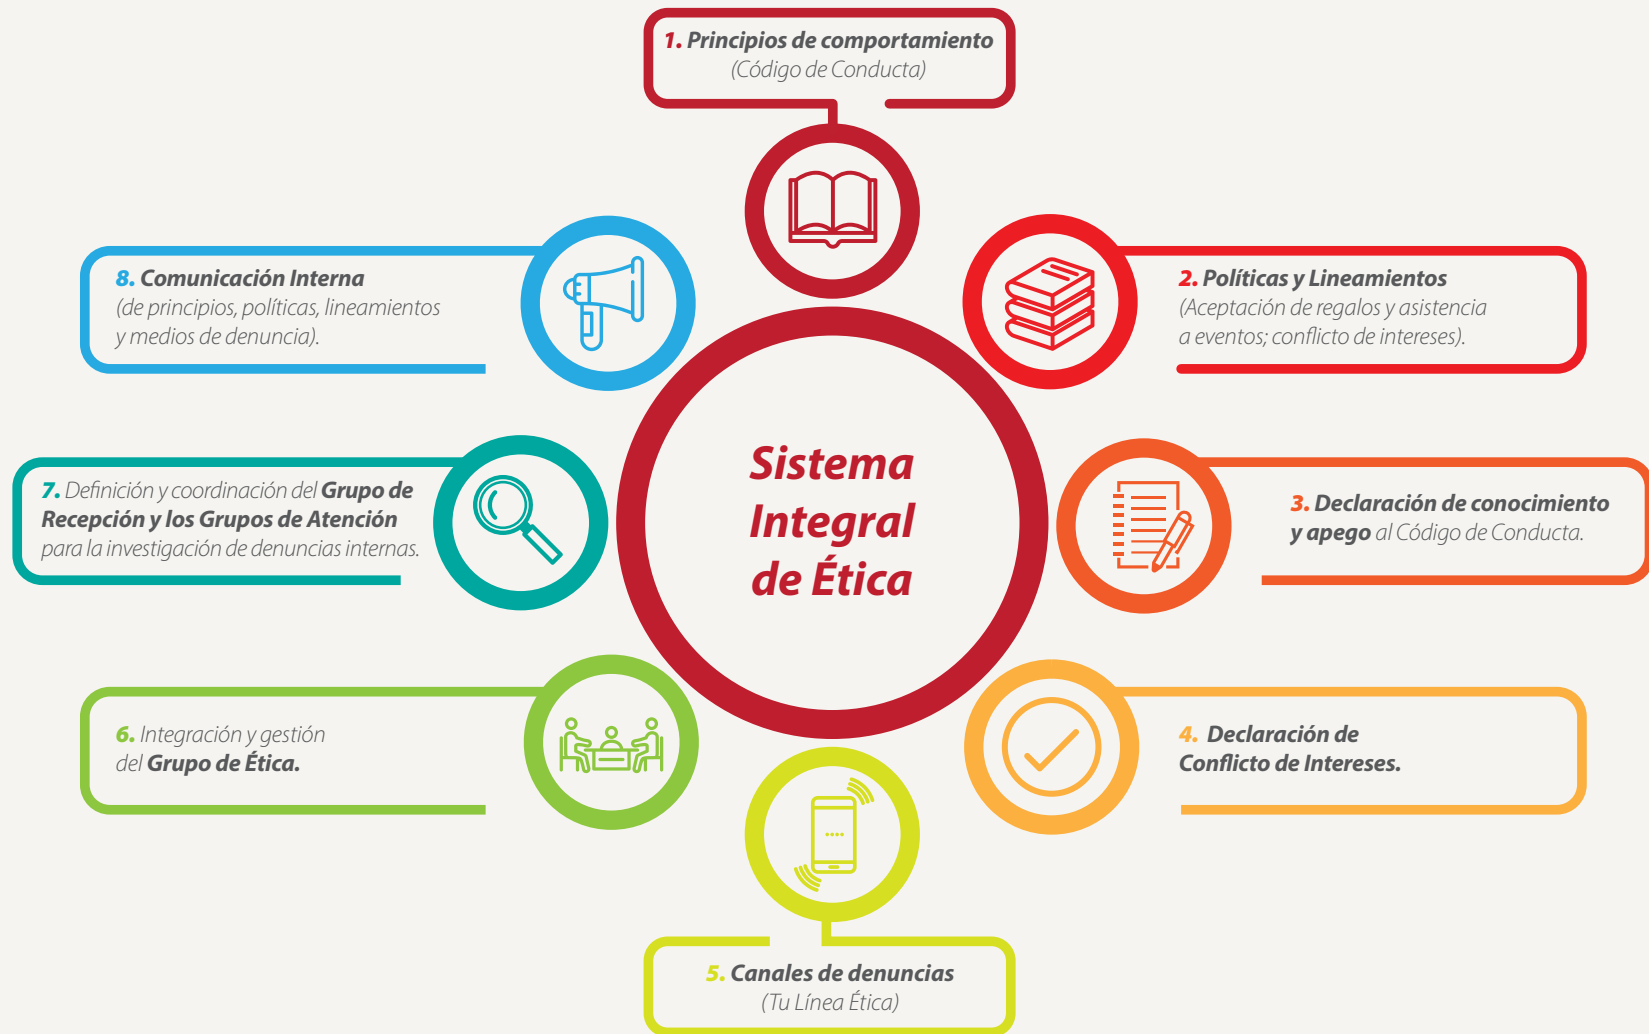 1. Principios de comportamiento
(Código de Conducta)
2. Políticas y Lineamientos
(Aceptación de regalos y asistencia
a eventos; conflicto de intereses).
3. Declaración de conocimiento
y apego al Código de Conducta.
4. Declaración de
Conflicto de Intereses.
5. Canales de denuncias
(Tu Línea Ética)
6. Integración y gestión
del Grupo de Ética.
7. Definición y coordinación del Grupo de
Recepción y los Grupos de Atención
para la investigación de denuncias internas.
8. Comunicación Interna
(de principios, políticas, lineamientos
y medios de denuncia).
Sistema
Integral
de Ética